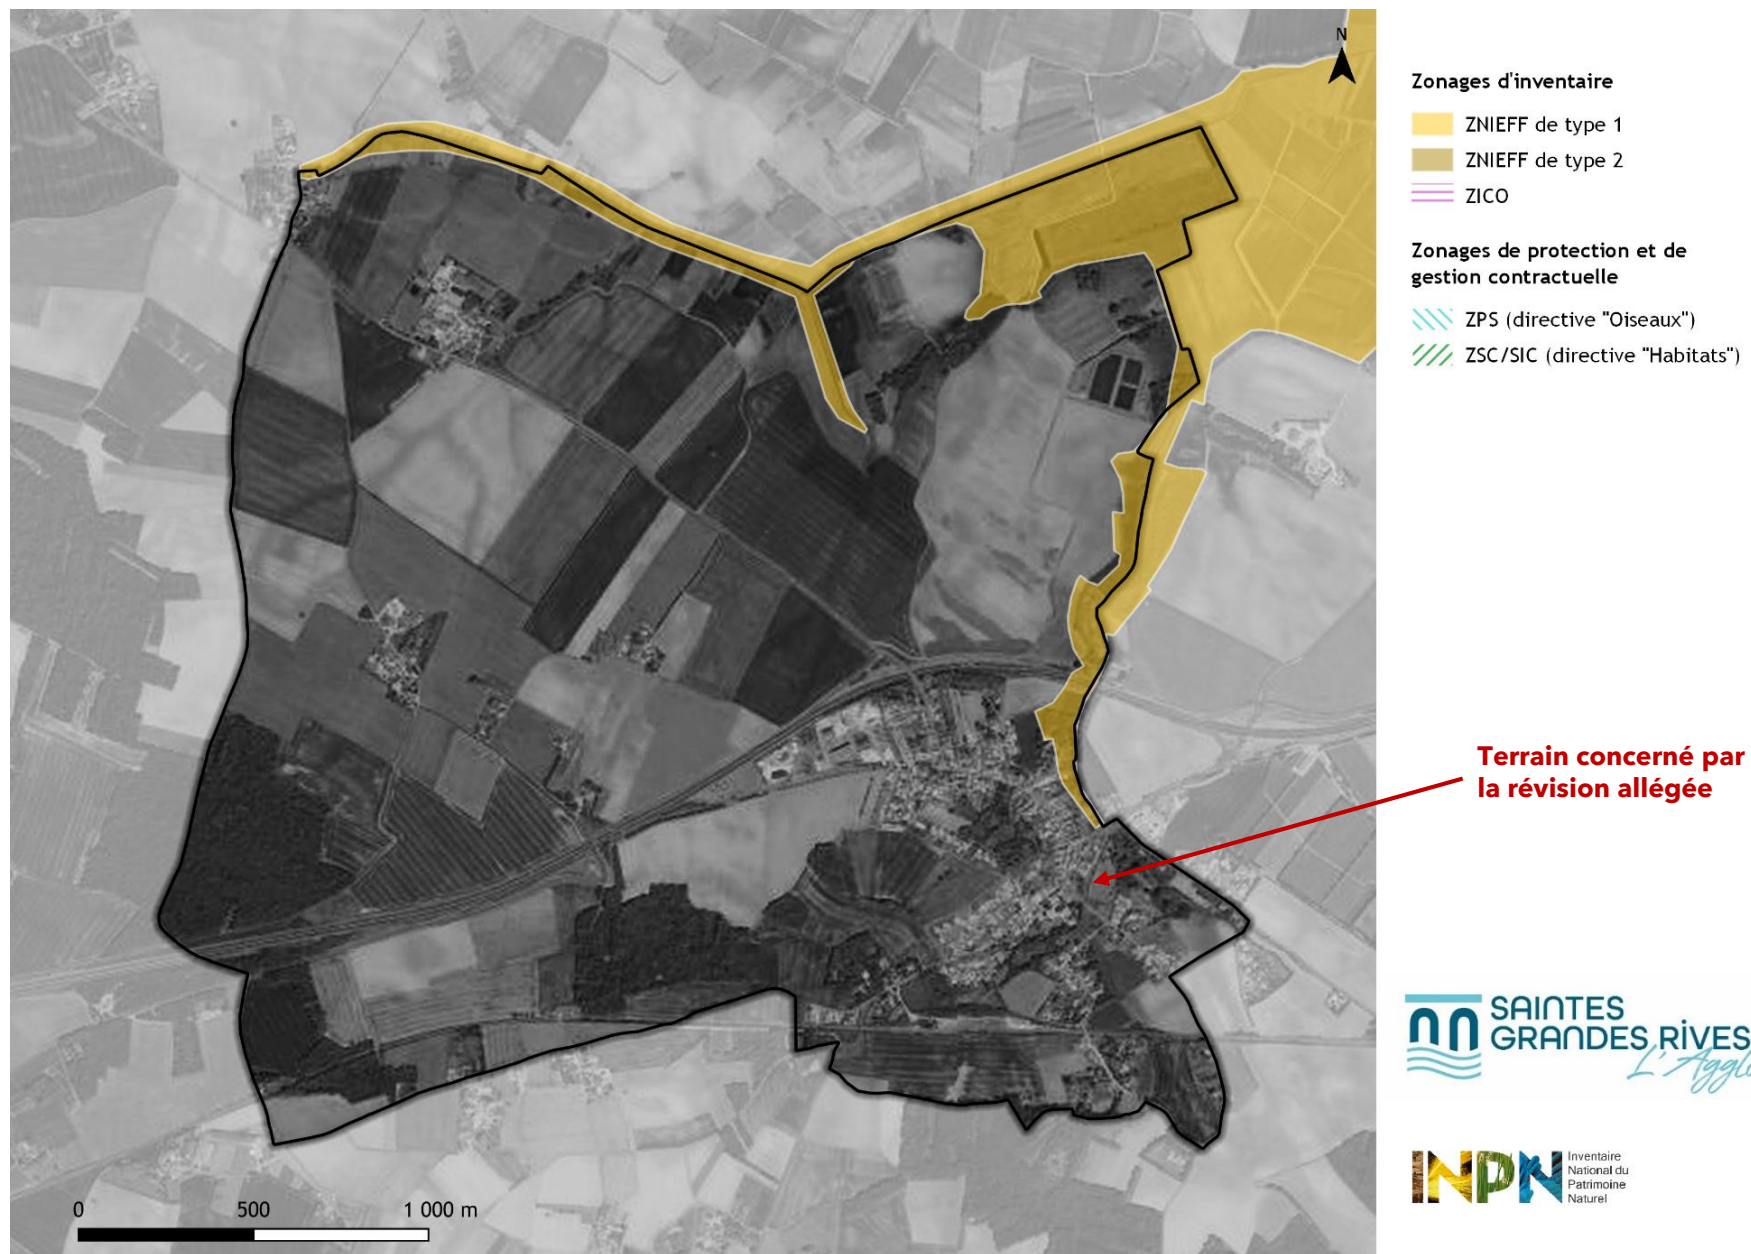 N
Zonages d'inventaire
ZNIEFF de type 1
ZNIEFF de type 2
ZICO
Zonages de protection et de
gestion contractuelle
ZPS (directive "Oiseaux")
ZSC/SIC (directive "Habitats")
Terrain concerné par
la révision allégée
SAINTES
GRANDES RIVES
L'Agglo
INPN
Inventaire
National du
Patrimoine
Naturel
0 500 1 000 m